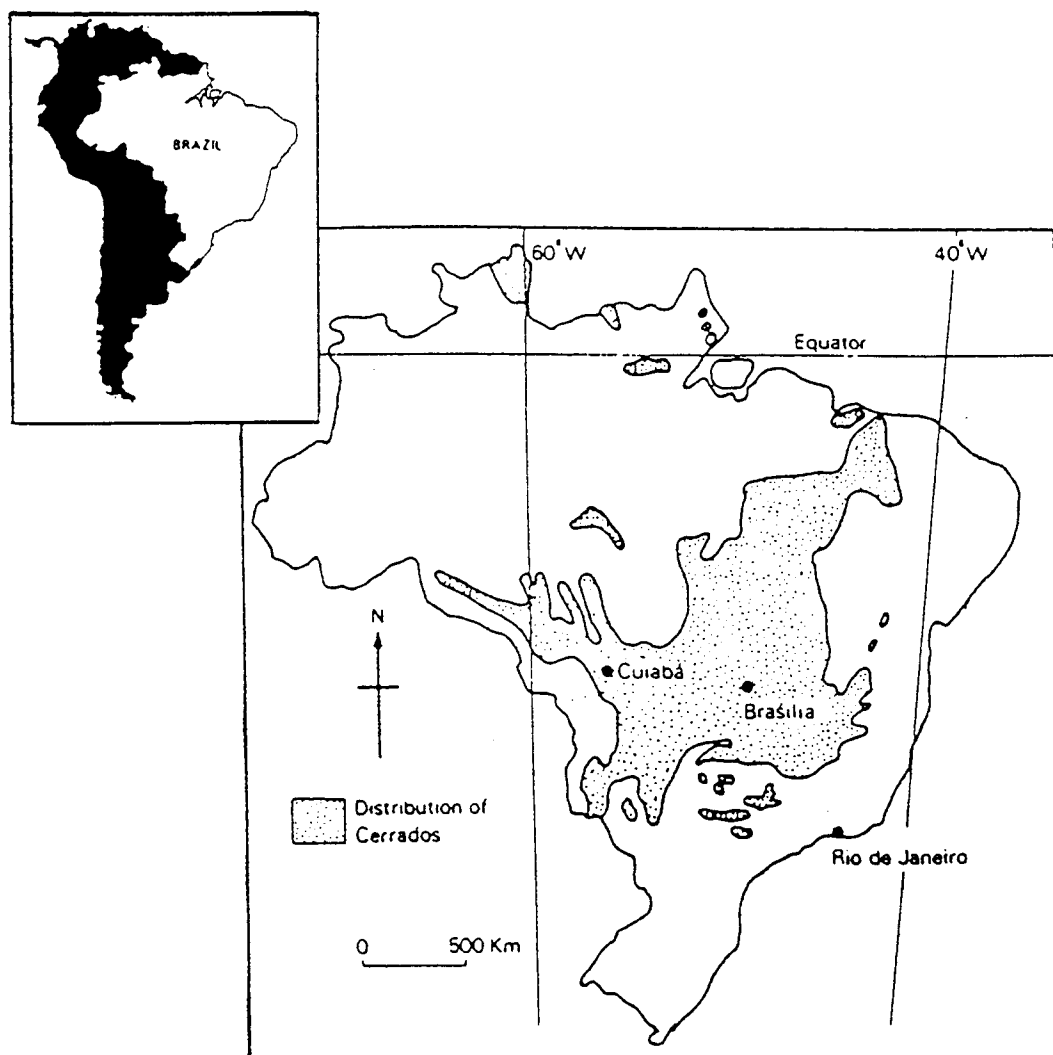 BRAZIL
60°W
40°W
Equator
N
Cuiabá
Brasília
Distribution of
Cerrados
Rio de Janeiro
0 500 Km